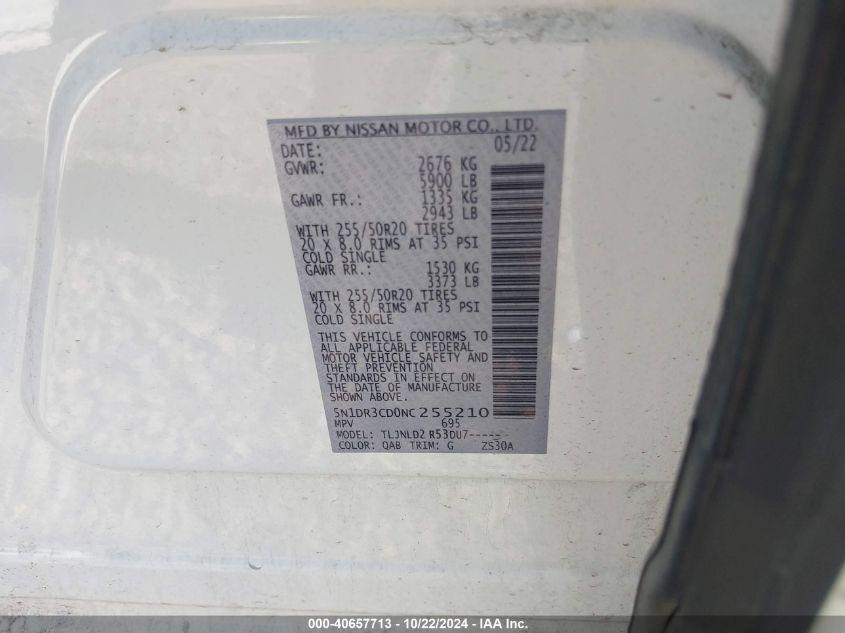 MFD BY NISSAN MOTOR CO., LTD.
DATE: 05/22
GVWR: 2676 KG
5900 LB
GAWR FR.: 1335 KG
2943 LB
WITH 255/50R20 TIRES
20 X 8.0 RIMS AT 35 PSI
COLD SINGLE
GAWR RR.: 1530 KG
3373 LB
WITH 255/50R20 TIRES
20 X 8.0 RIMS AT 35 PSI
COLD SINGLE
THIS VEHICLE CONFORMS TO
ALL APPLICABLE FEDERAL
MOTOR VEHICLE SAFETY AND
THEFT PREVENTION
STANDARDS IN EFFECT ON
THE DATE OF MANUFACTURE
SHOWN ABOVE.
5N1DR3CD0NC255210
MPV 695
MODEL: TLJNLD2 R53DU7-----
COLOR: QAB TRIM: G ZS30A
000-40657713 - 10/22/2024 - IAA Inc.